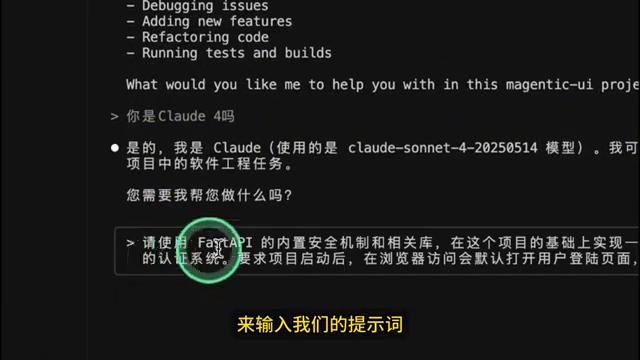 - Debugging issues
- Adding new features
- Refactoring code
- Running tests and builds
What would you like me to help you with in this magentic-ui proje
> 你是Claude 4吗
● 是的，我是 Claude（使用的是 claude-sonnet-4-20250514 模型）。我可
项目中的软件工程任务。
您需要我帮您做什么吗？
> 请使用 FastAPI 的内置安全机制和相关库，在这个项目的基础上实现一
的认证系统。要求项目启动后，在浏览器访问会默认打开用户登陆页面，
来输入我们的提示词